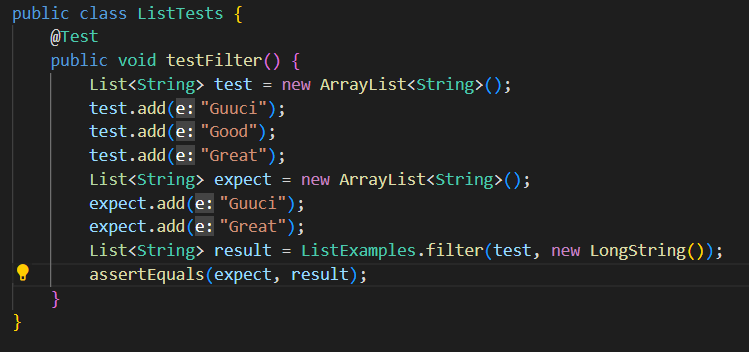 public class ListTests {
    @Test
    public void testFilter() {
        List<String> test = new ArrayList<String>();
        test.add(e: "Guuci");
        test.add(e: "Good");
        test.add(e: "Great");
        List<String> expect = new ArrayList<String>();
        expect.add(e: "Guuci");
        expect.add(e: "Great");
        List<String> result = ListExamples.filter(test, new LongString());
        assertEquals(expect, result);
    }
}